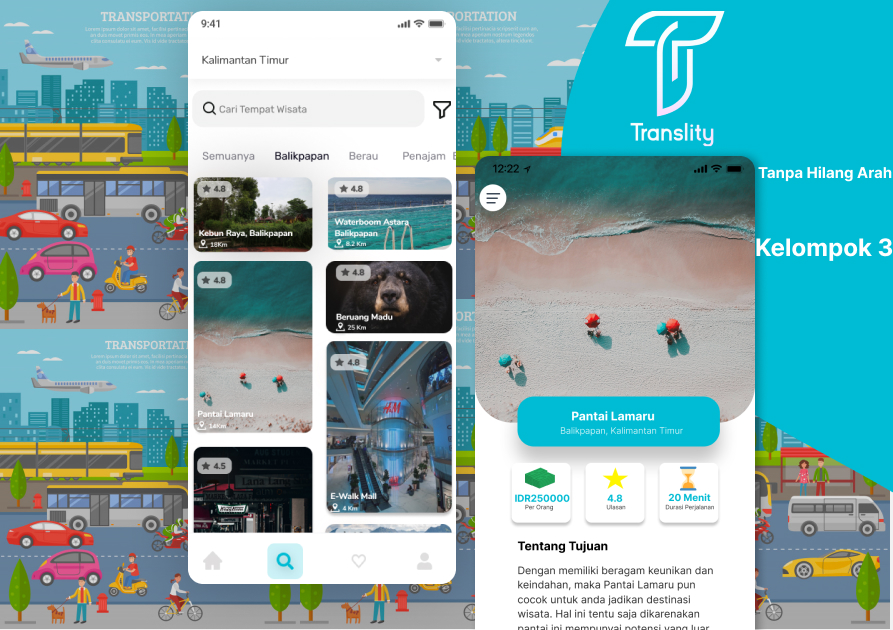 TRANSPORTATI
PORTATION
9:41
Kalimantan Timur
Cari Tempat Wisata
Semuanya Balikpapan Berau Penajam
4.8
Kebun Raya, Balikpapan
18Km
4.8
Waterboom Astara
Balikpapan
8.2 Km
4.8
Pantai Lamaru
14Km
4.8
Beruang Madu
25 Km
4.8
H&M
E-Walk Mall
4 Km
4.5
TRANSPORTATI
Translity
Tanpa Hilang Arah
Kelompok 3
12:22
Pantai Lamaru
Balikpapan, Kalimantan Timur
IDR250000
Per Orang
4.8
Ulasan
20 Menit
Durasi Perjalanan
Tentang Tujuan
Dengan memiliki beragam keunikan dan
keindahan, maka Pantai Lamaru pun
cocok untuk anda jadikan destinasi
wisata. Hal ini tentu saja dikarenakan
pantai ini mempunyai potensi yang luar